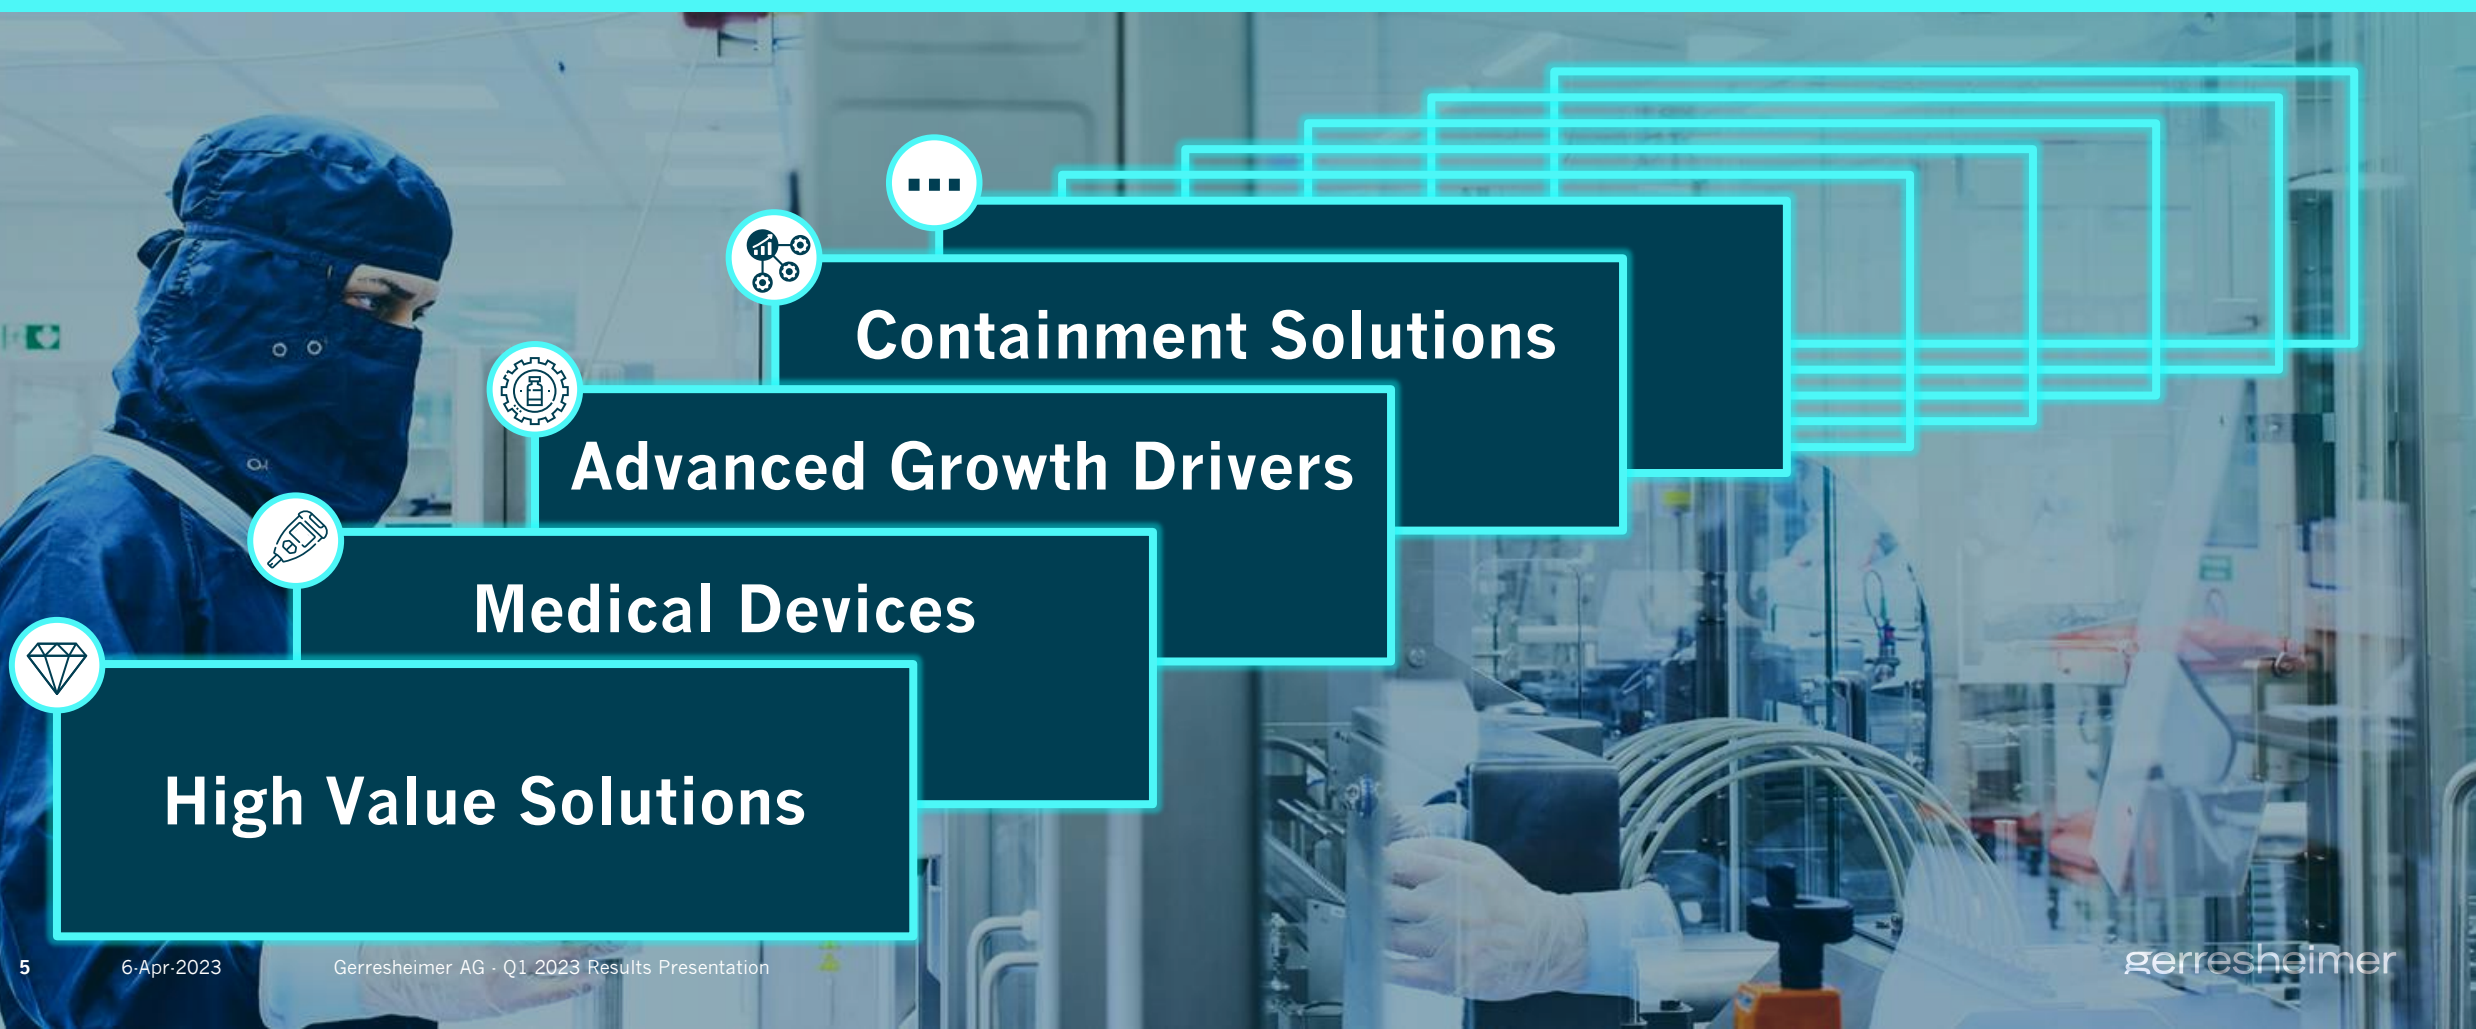 Containment Solutions
Advanced Growth Drivers
Medical Devices
High Value Solutions
5 6-Apr-2023 Gerresheimer AG - Q1 2023 Results Presentation
gerresheimer